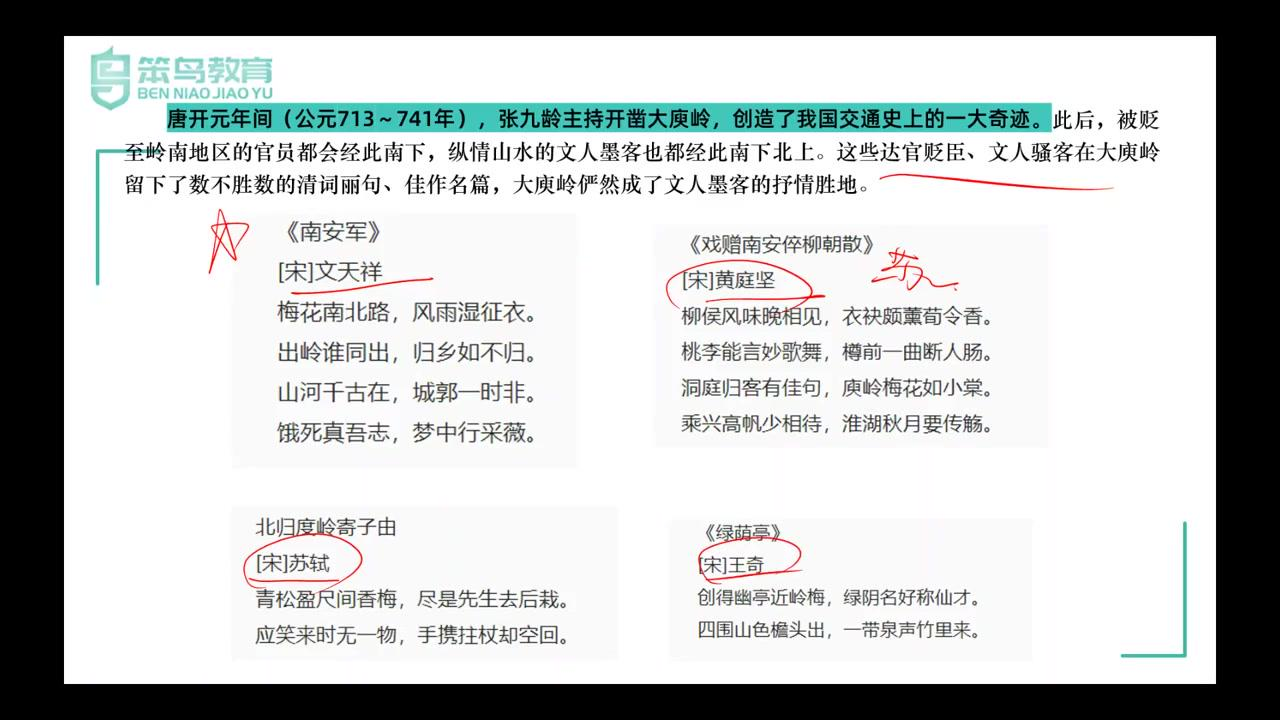 笨鸟教育
BEN NIAO JIAO YU
唐开元年间（公元713～741年），张九龄主持开凿大庾岭，创造了我国交通史上的一大奇迹。此后，被贬
至岭南地区的官员都会经此南下，纵情山水的文人墨客也都经此南下北上。这些达官贬臣、文人骚客在大庾岭
留下了数不胜数的清词丽句、佳作名篇，大庾岭俨然成了文人墨客的抒情胜地。
《南安军》
[宋]文天祥
梅花南北路，风雨湿征衣。
出岭谁同出，归乡如不归。
山河千古在，城郭一时非。
饿死真吾志，梦中行采薇。
《戏赠南安倅柳朝散》
[宋]黄庭坚
柳侯风味晚相见，衣袂颇薰荀令香。
桃李能言妙歌舞，樽前一曲断人肠。
洞庭归客有佳句，庾岭梅花如小棠。
乘兴高帆少相待，淮湖秋月要传觞。
北归度岭寄子由
[宋]苏轼
青松盈尺间香梅，尽是先生去后栽。
应笑来时无一物，手携拄杖却空回。
《绿荫亭》
[宋]王奇
创得幽亭近岭梅，绿阴名好称仙才。
四围山色檐头出，一带泉声竹里来。